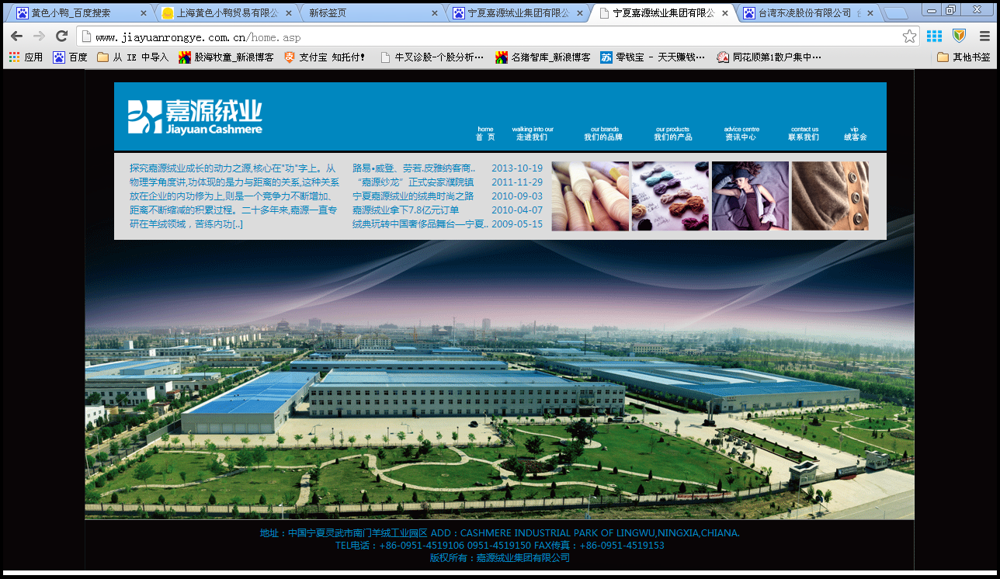 黄色小鸭_百度搜索
上海黄色小鸭贸易有限公
新标签页
宁夏嘉源绒业集团有限公
宁夏嘉源绒业集团有限公
台湾东凌股份有限公司
www.jiayuanrongye.com.cn/home.asp
应用
百度
从 IE 中导入
股海牧童_新浪博客
支付宝 知托付!
牛叉诊股-个股分析…
名猪智库_新浪博客
零钱宝 - 天天赚钱…
同花顺第1散户集中…
其他书签
嘉源绒业
Jiayuan Cashmere
home
首 页
walking into our
走进我们
our brands
我们的品牌
our products
我们的产品
advice centre
资讯中心
contact us
联系我们
vip
绒客会
探究嘉源绒业成长的动力之源,核心在"功"字上。从
物理学角度讲,功体现的是力与距离的关系,这种关系
放在企业的内功修为上,则是一个竞争力不断增加、
距离不断缩减的积累过程。二十多年来,嘉源一直专
研在羊绒领域，苦练内功[..]
路易•威登、劳若.皮雅纳客商.. 2013-10-19
“嘉源纱龙”正式安家濮院镇 2011-11-29
宁夏嘉源绒业的绒典时尚之路 2010-09-03
嘉源绒业拿下7.8亿元订单 2010-04-07
绒典玩转中国奢侈品舞台—宁夏.. 2009-05-15
地址：中国宁夏灵武市南门羊绒工业园区 ADD：CASHMERE INDUSTRIAL PARK OF LINGWU,NINGXIA,CHIANA.
TEL电话：+86-0951-4519106 0951-4519150 FAX传真：+86-0951-4519153
版权所有：嘉源绒业集团有限公司